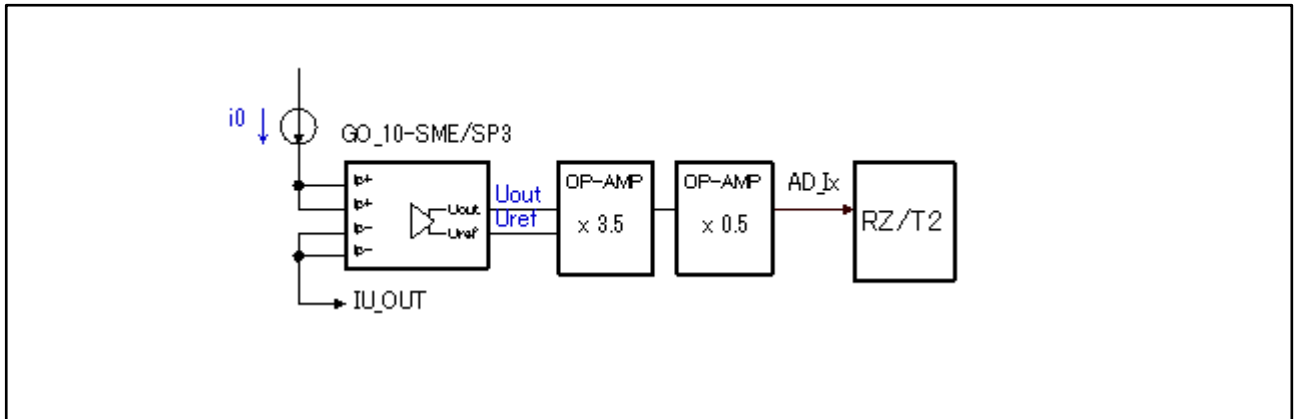 i0
GO_10-SME/SP3
Ip+
Ip+
Ip-
Ip-
Uout
Uref
Uout
Uref
OP-AMP
x 3.5
OP-AMP
x 0.5
AD_Ix
RZ/T2
IU_OUT